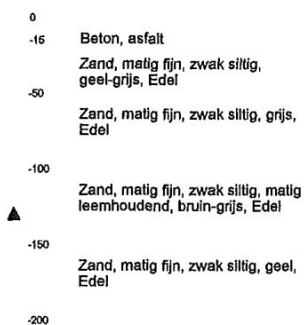 0
-15
Beton, asfalt
Zand, matig fijn, zwak siltig,
geel-grijs, Edel
-50
Zand, matig fijn, zwak siltig, grijs,
Edel
-100
Zand, matig fijn, zwak siltig, matig
leemhoudend, bruin-grijs, Edel
-150
Zand, matig fijn, zwak siltig, geel,
Edel
-200